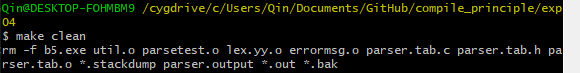 Qin@DESKTOP-FOHMBM9 /cygdrive/c/Users/Qin/Documents/GitHub/compile_principle/exp
04
$ make clean
rm -f b5.exe util.o parsetest.o lex.yy.o errormsg.o parser.tab.c parser.tab.h pa
rser.tab.o *.stackdump parser.output *.out *.bak